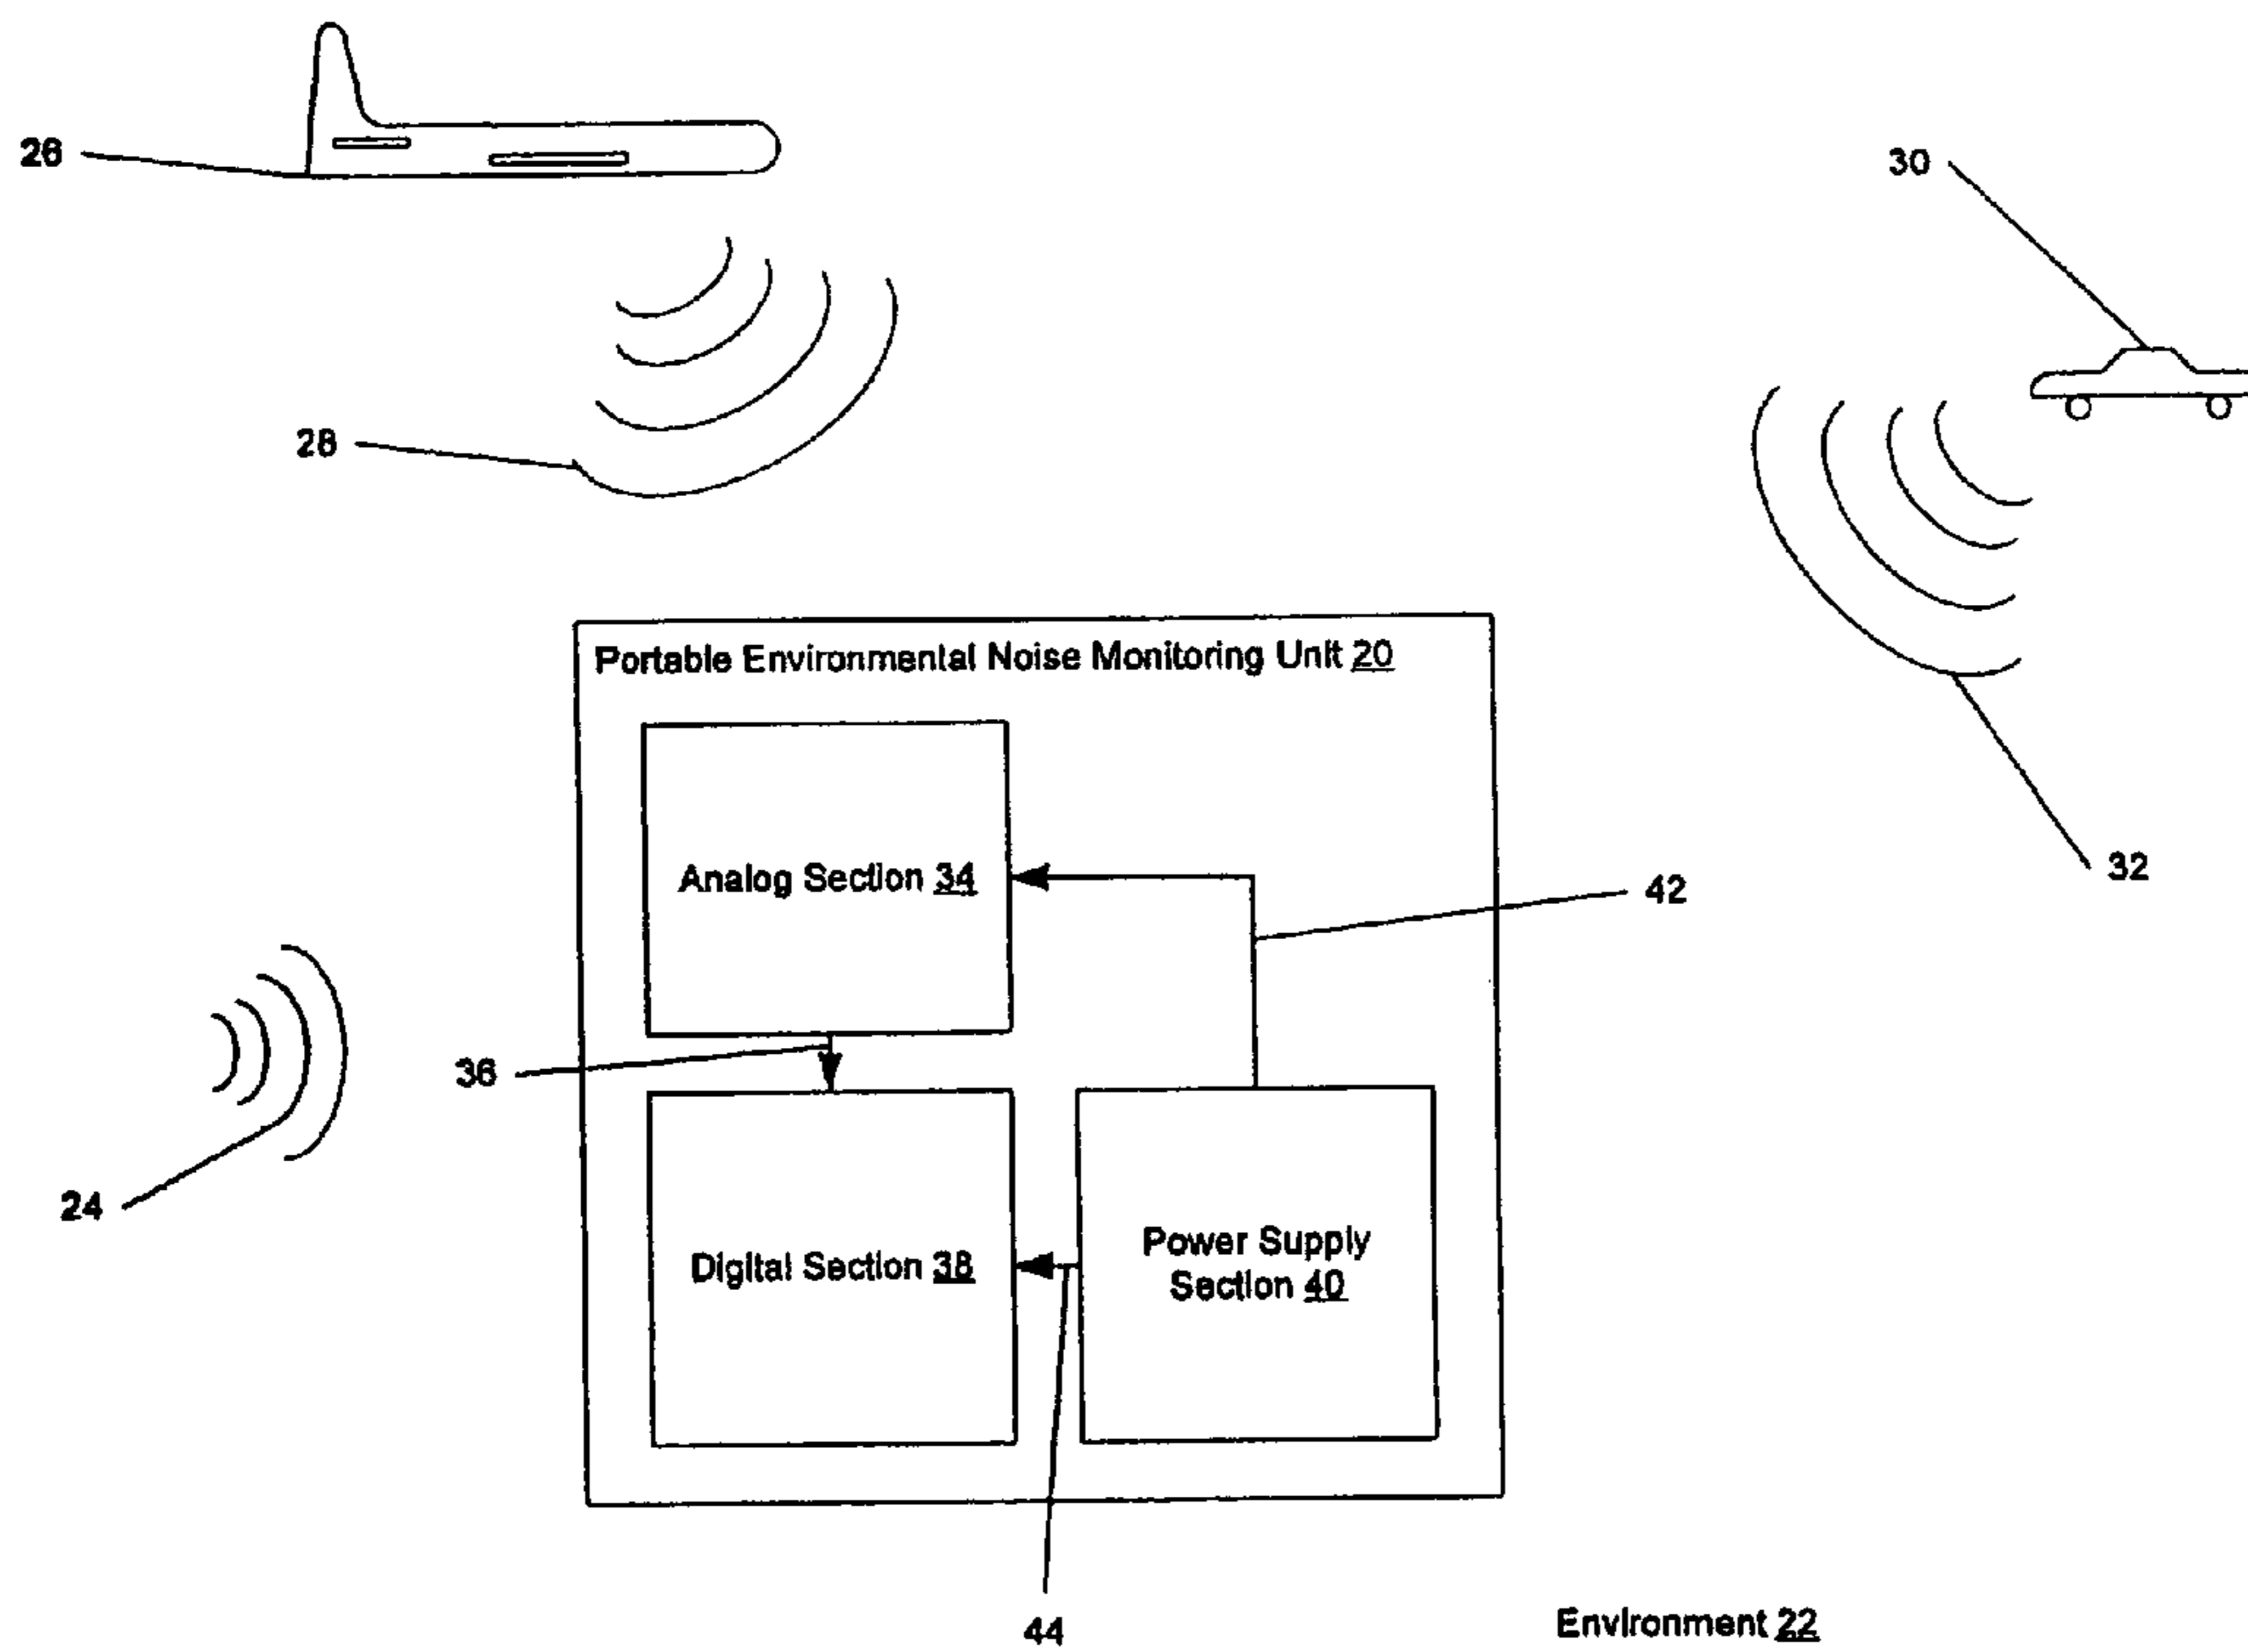 26
30
28
Portable Environmental Noise Monitoring Unit 20
Analog Section 34
32
42
36
24
Power Supply
Section 40
Digital Section 38
44
Environment 22